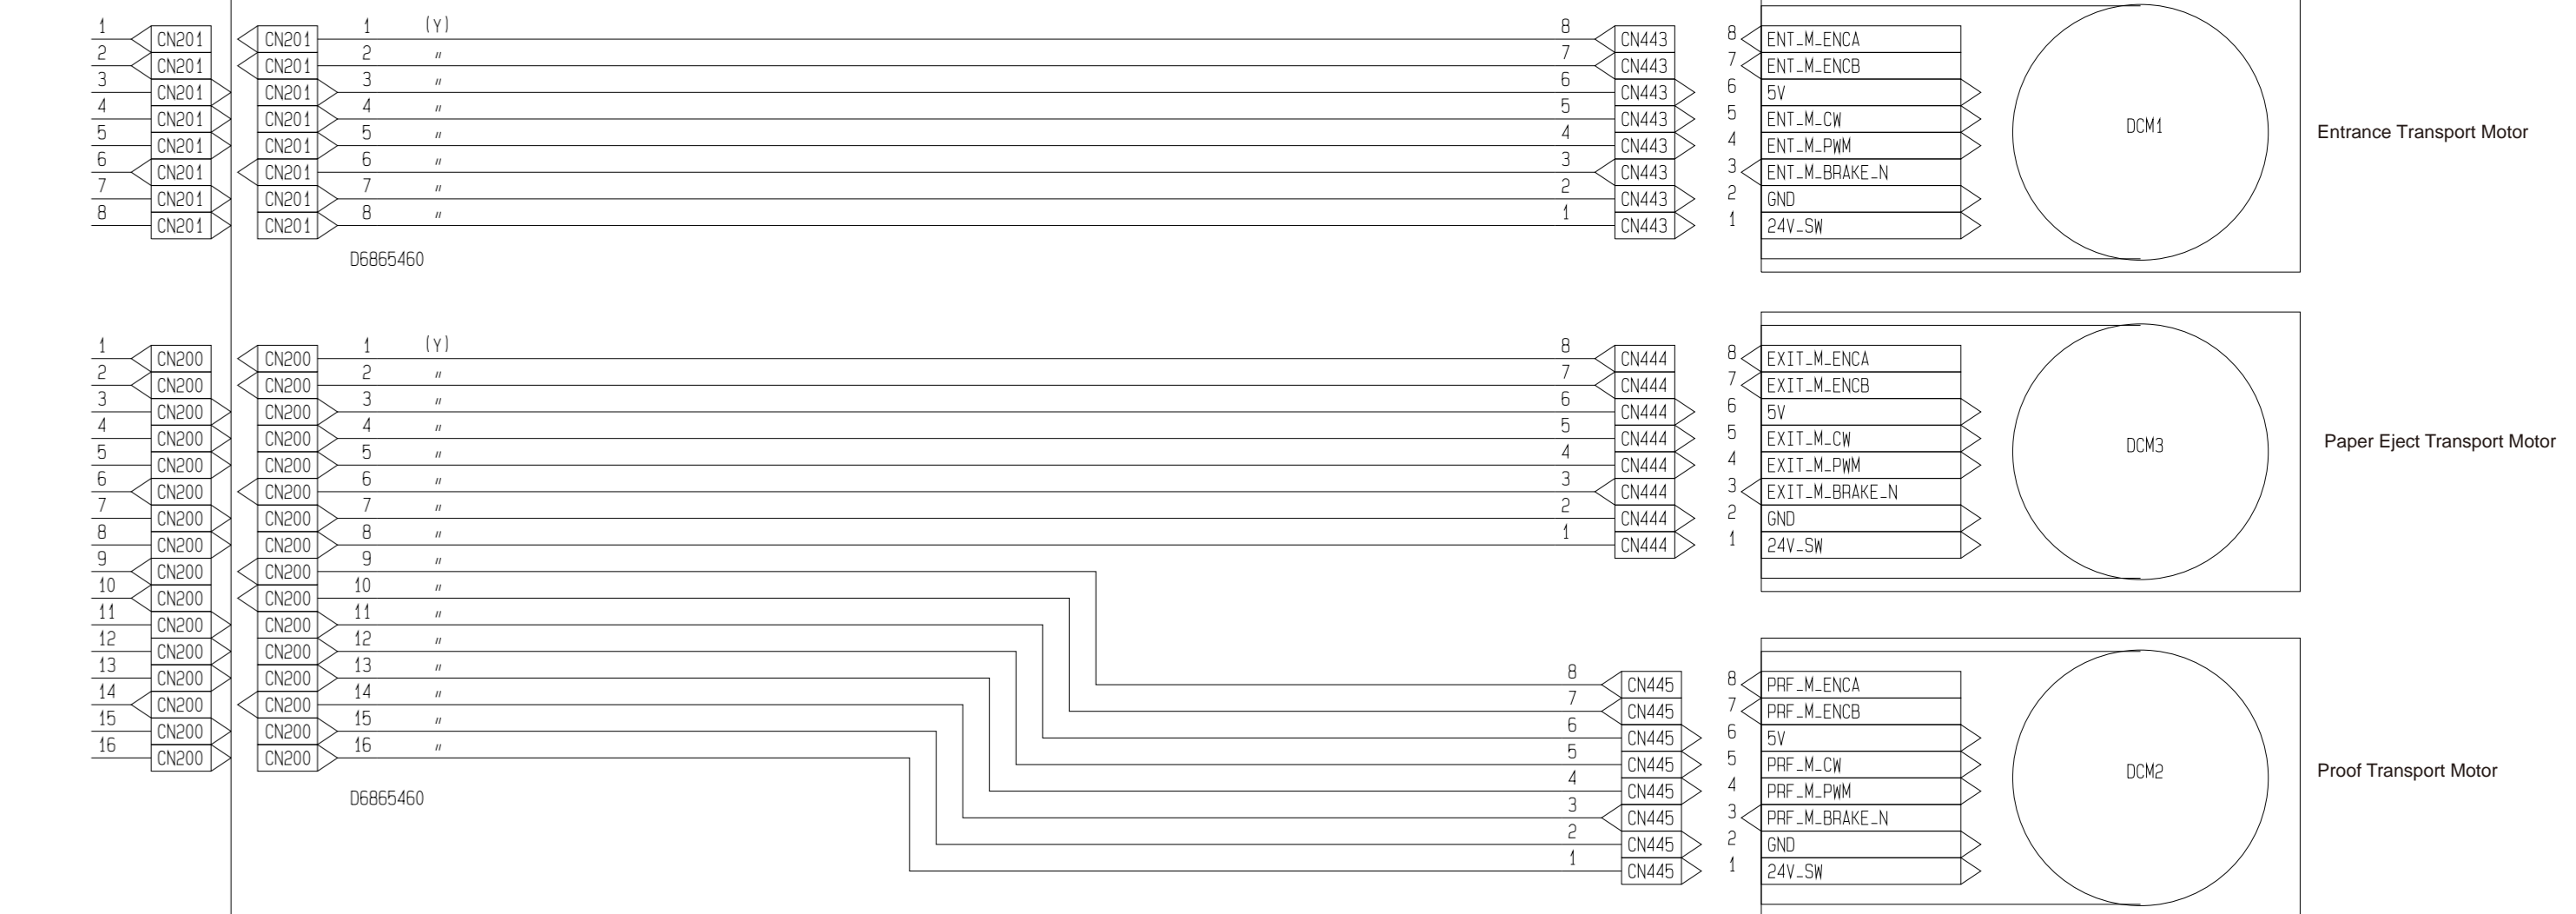 1 CN201 CN201 1 (Y) 8 CN443 8 ENT_M_ENCA
2 CN201 CN201 2 〃 7 CN443 7 ENT_M_ENCB
3 CN201 CN201 3 〃 6 CN443 6 5V
4 CN201 CN201 4 〃 5 CN443 5 ENT_M_CW
5 CN201 CN201 5 〃 4 CN443 4 ENT_M_PWM
6 CN201 CN201 6 〃 3 CN443 3 ENT_M_BRAKE_N
7 CN201 CN201 7 〃 2 CN443 2 GND
8 CN201 CN201 8 〃 1 CN443 1 24V_SW
DCM1
Entrance Transport Motor
D6865460
1 CN200 CN200 1 (Y) 8 CN444 8 EXIT_M_ENCA
2 CN200 CN200 2 〃 7 CN444 7 EXIT_M_ENCB
3 CN200 CN200 3 〃 6 CN444 6 5V
4 CN200 CN200 4 〃 5 CN444 5 EXIT_M_CW
5 CN200 CN200 5 〃 4 CN444 4 EXIT_M_PWM
6 CN200 CN200 6 〃 3 CN444 3 EXIT_M_BRAKE_N
7 CN200 CN200 7 〃 2 CN444 2 GND
8 CN200 CN200 8 〃 1 CN444 1 24V_SW
DCM3
Paper Eject Transport Motor
9 CN200 CN200 9 〃 8 CN445 8 PRF_M_ENCA
10 CN200 CN200 10 〃 7 CN445 7 PRF_M_ENCB
11 CN200 CN200 11 〃 6 CN445 6 5V
12 CN200 CN200 12 〃 5 CN445 5 PRF_M_CW
13 CN200 CN200 13 〃 4 CN445 4 PRF_M_PWM
14 CN200 CN200 14 〃 3 CN445 3 PRF_M_BRAKE_N
15 CN200 CN200 15 〃 2 CN445 2 GND
16 CN200 CN200 16 〃 1 CN445 1 24V_SW
DCM2
Proof Transport Motor
D6865460